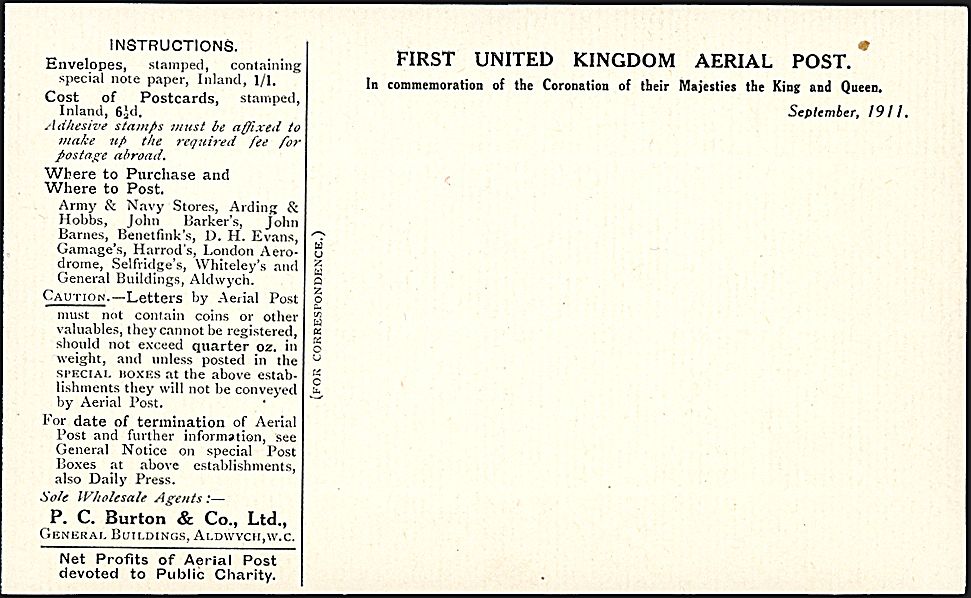 INSTRUCTIONS.
Envelopes, stamped, containing
special note paper, Inland, 1/1.
Cost of Postcards, stamped,
Inland, 6½d.
Adhesive stamps must be affixed to
make up the required fee for
postage abroad.
Where to Purchase and
Where to Post.
Army & Navy Stores, Arding &
Hobbs, John Barker's, John
Barnes, Benetfink's, D. H. Evans,
Gamage's, Harrod's, London Aero-
drome, Selfridge's, Whiteley's and
General Buildings, Aldwych.
CAUTION.—Letters by Aerial Post
must not contain coins or other
valuables, they cannot be registered,
should not exceed quarter oz. in
weight, and unless posted in the
SPECIAL BOXES at the above estab-
lishments they will not be conveyed
by Aerial Post.
For date of termination of Aerial
Post and further information, see
General Notice on special Post
Boxes at above establishments,
also Daily Press.
Sole Wholesale Agents:—
P. C. Burton & Co., Ltd.,
GENERAL BUILDINGS, ALDWYCH, W.C.
Net Profits of Aerial Post
devoted to Public Charity.
(FOR CORRESPONDENCE.)
FIRST UNITED KINGDOM AERIAL POST.
In commemoration of the Coronation of their Majesties the King and Queen.
September, 1911.